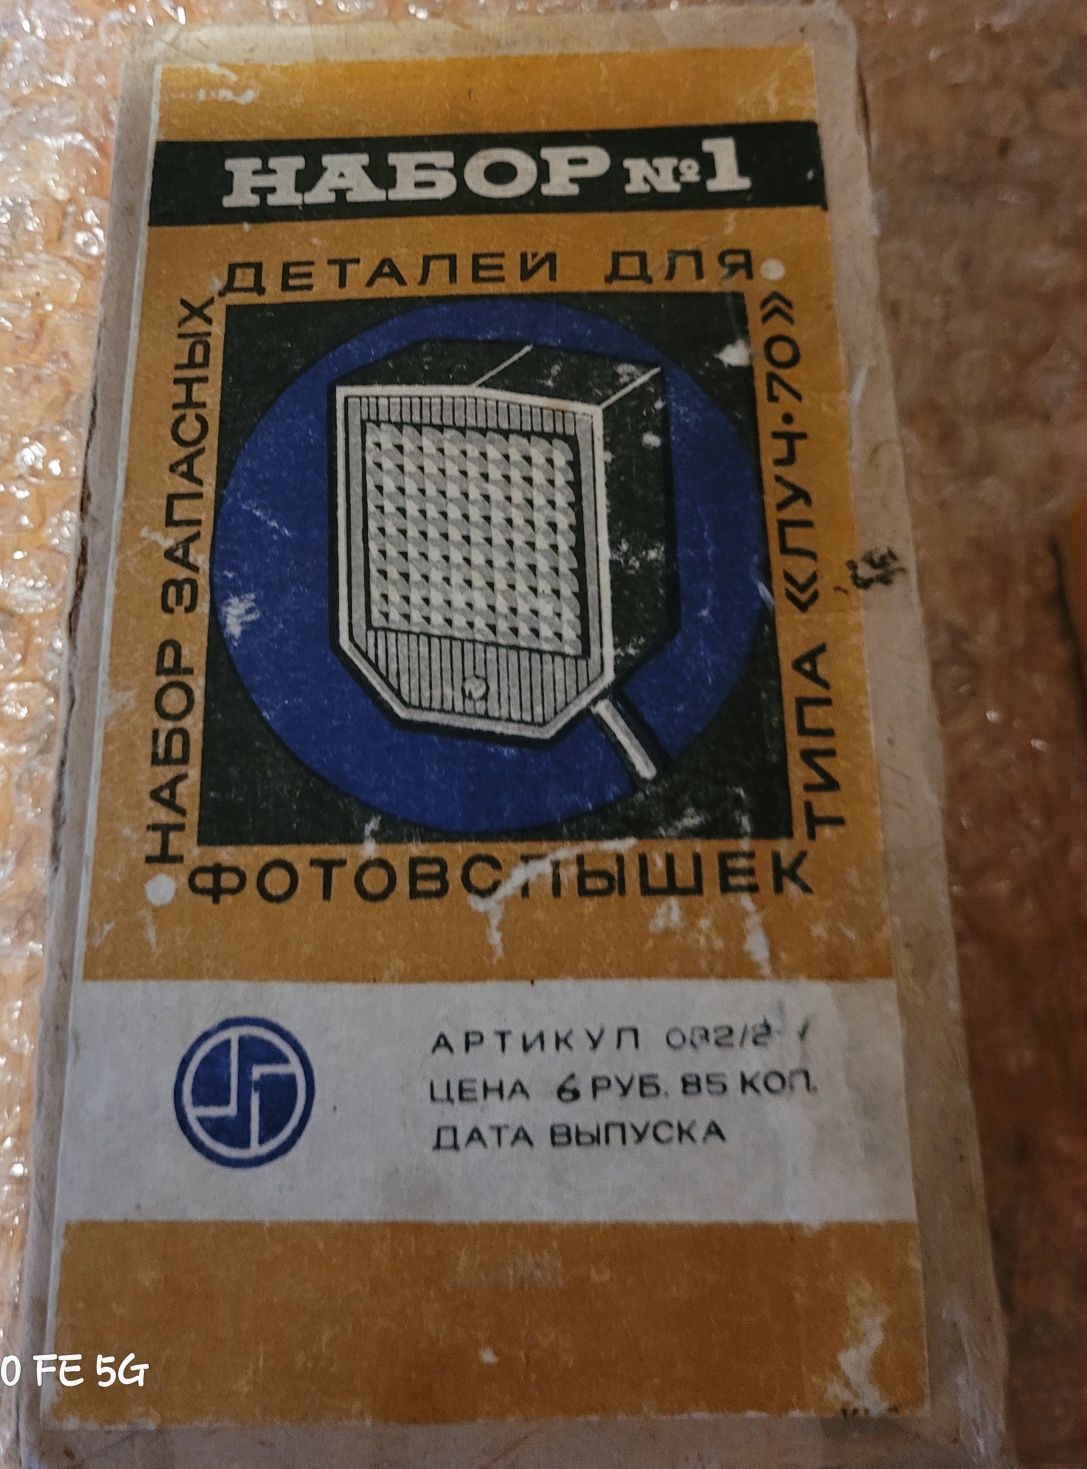 НАБОР №1
НАБОР ЗАПАСНЫХ
ДЕТАЛЕЙ ДЛЯ
ФОТОВСПЫШЕК
ТИПА «ЛУЧ·70»
АРТИКУЛ
ЦЕНА 6 РУБ. 85 КОП.
ДАТА ВЫПУСКА
0 FE 5G